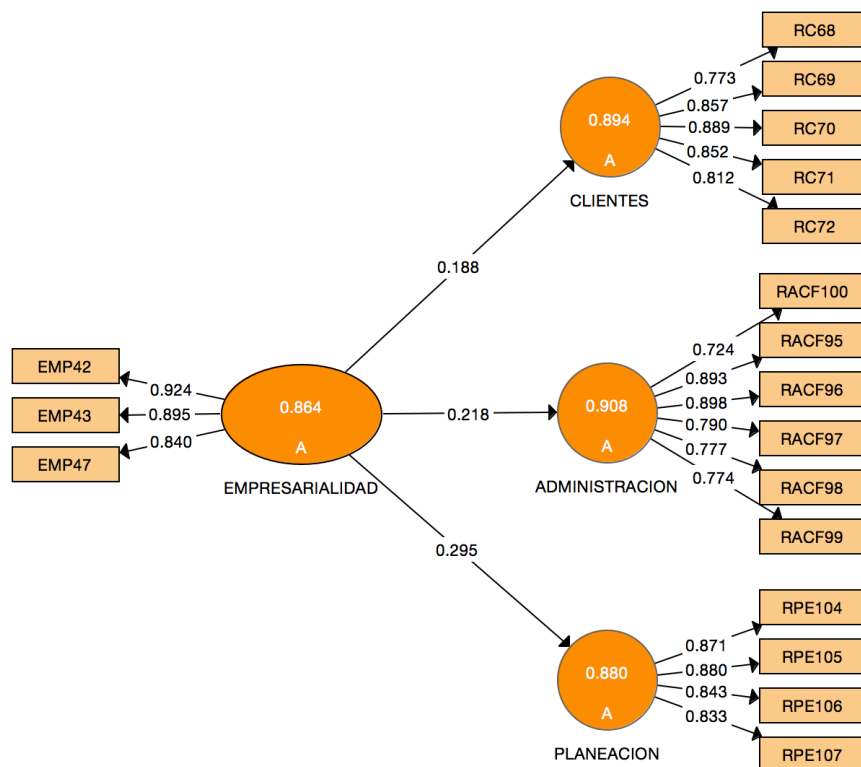 RC68
0.773
RC69
0.857
0.894
0.889
RC70
A
0.852
RC71
0.812
CLIENTES
RC72
0.188
RACF100
0.724
RACF95
0.893
EMP42
0.924
0.898
RACF96
0.864
0.895
EMP43
0.218
0.908
0.790
RACF97
A
0.840
A
0.777
EMP47
0.774
RACF98
EMPRESARIALIDAD
ADMINISTRACION
RACF99
0.295
RPE104
0.871
RPE105
0.880
0.880
0.843
RPE106
A
0.833
PLANEACION
RPE107